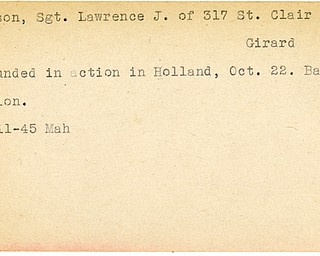 son, Sgt. Lawrence J. of 317 St. Clair
Girard
unded in action in Holland, Oct. 22. Ba
ion.
11-45 Mah